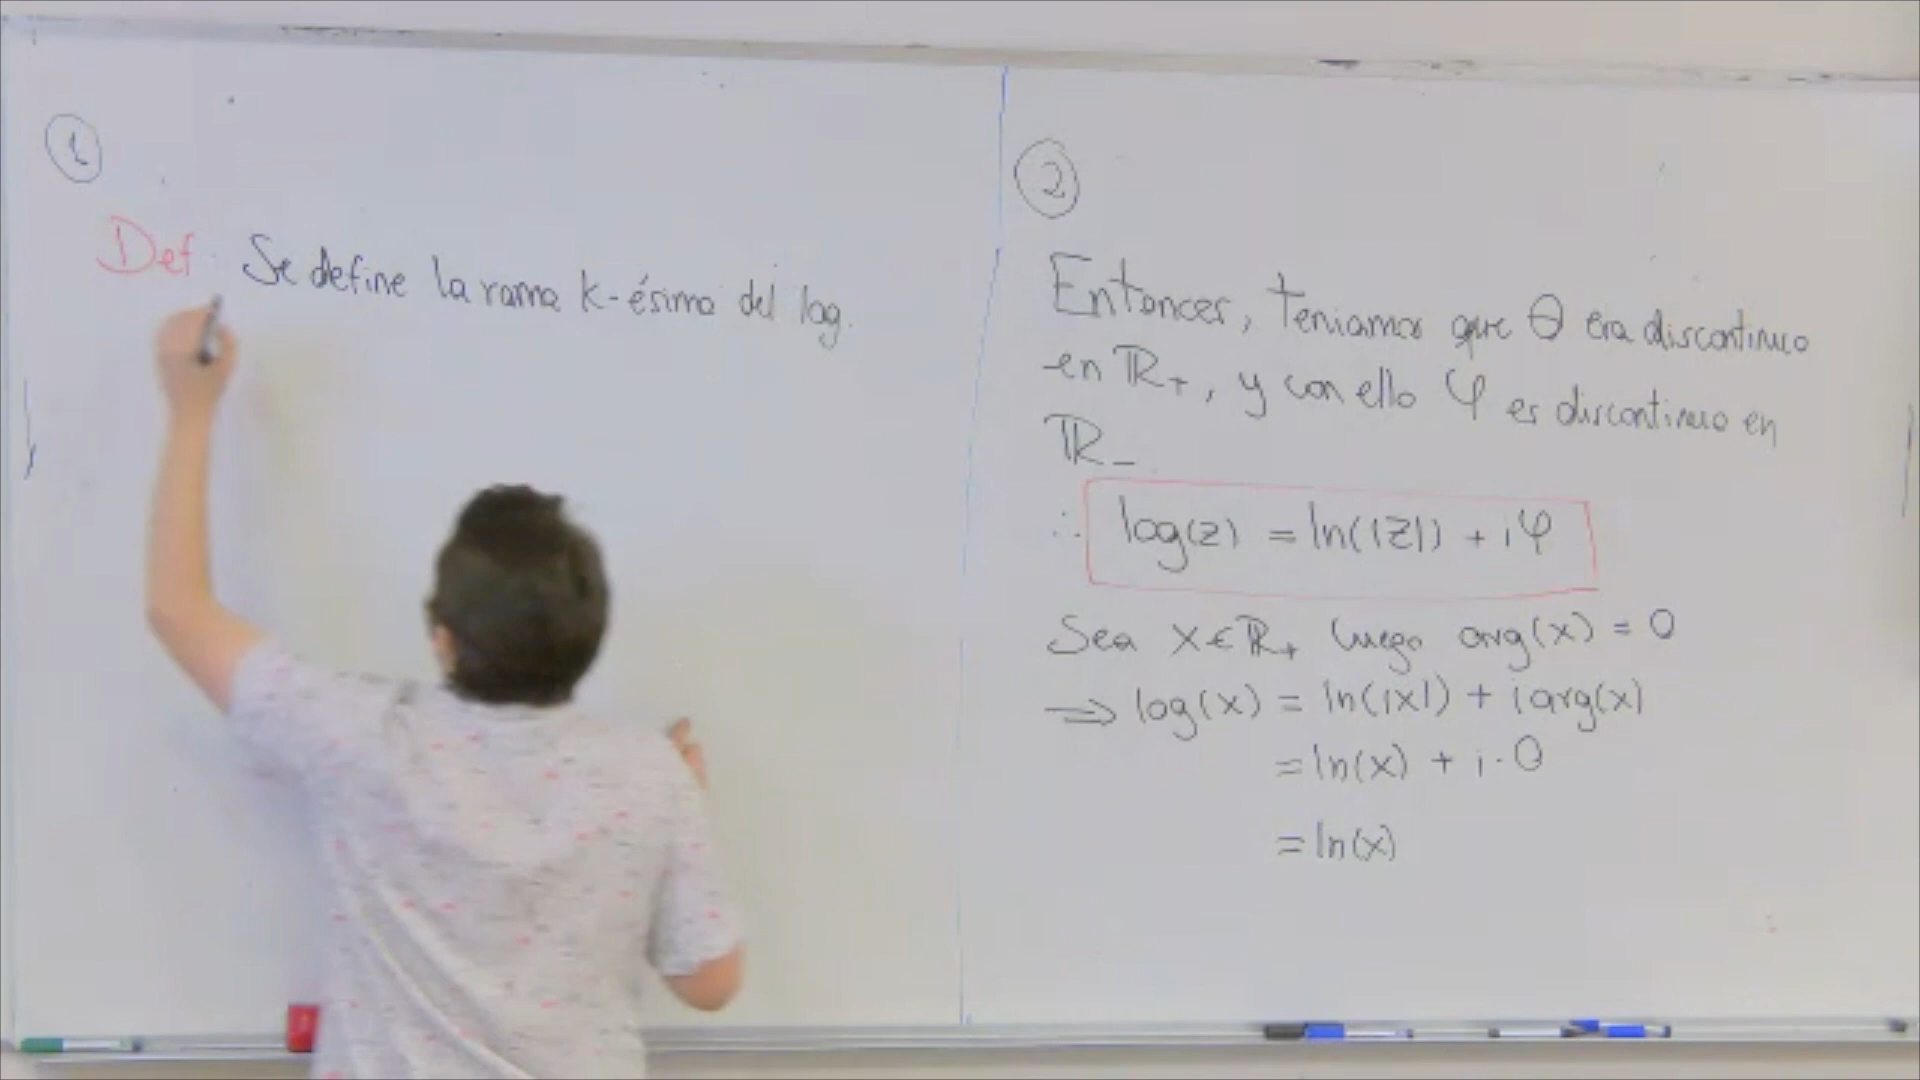 1
Def. Se define la rama k-ésima del log.
2
Entonces, teniamos que θ era discontinuo
en ℝ₊, y con ello φ es discontinuo en
ℝ₋
∴ log(z) = ln(|z|) + iφ
Sea x∈ℝ₊ luego arg(x) = 0
⇒ log(x) = ln(|x|) + i arg(x)
= ln(x) + i·0
= ln(x)